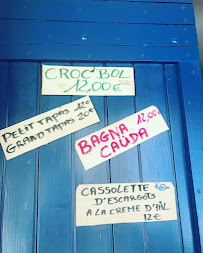 CROC'BOL
12,00€
PETIT TAPAS 12€
GRAND TAPAS 20€
BAGNA 12,00€
CAUDA
CASSOLETTE
D'ESCARGOTS
A LA CREME D'AIL
12€